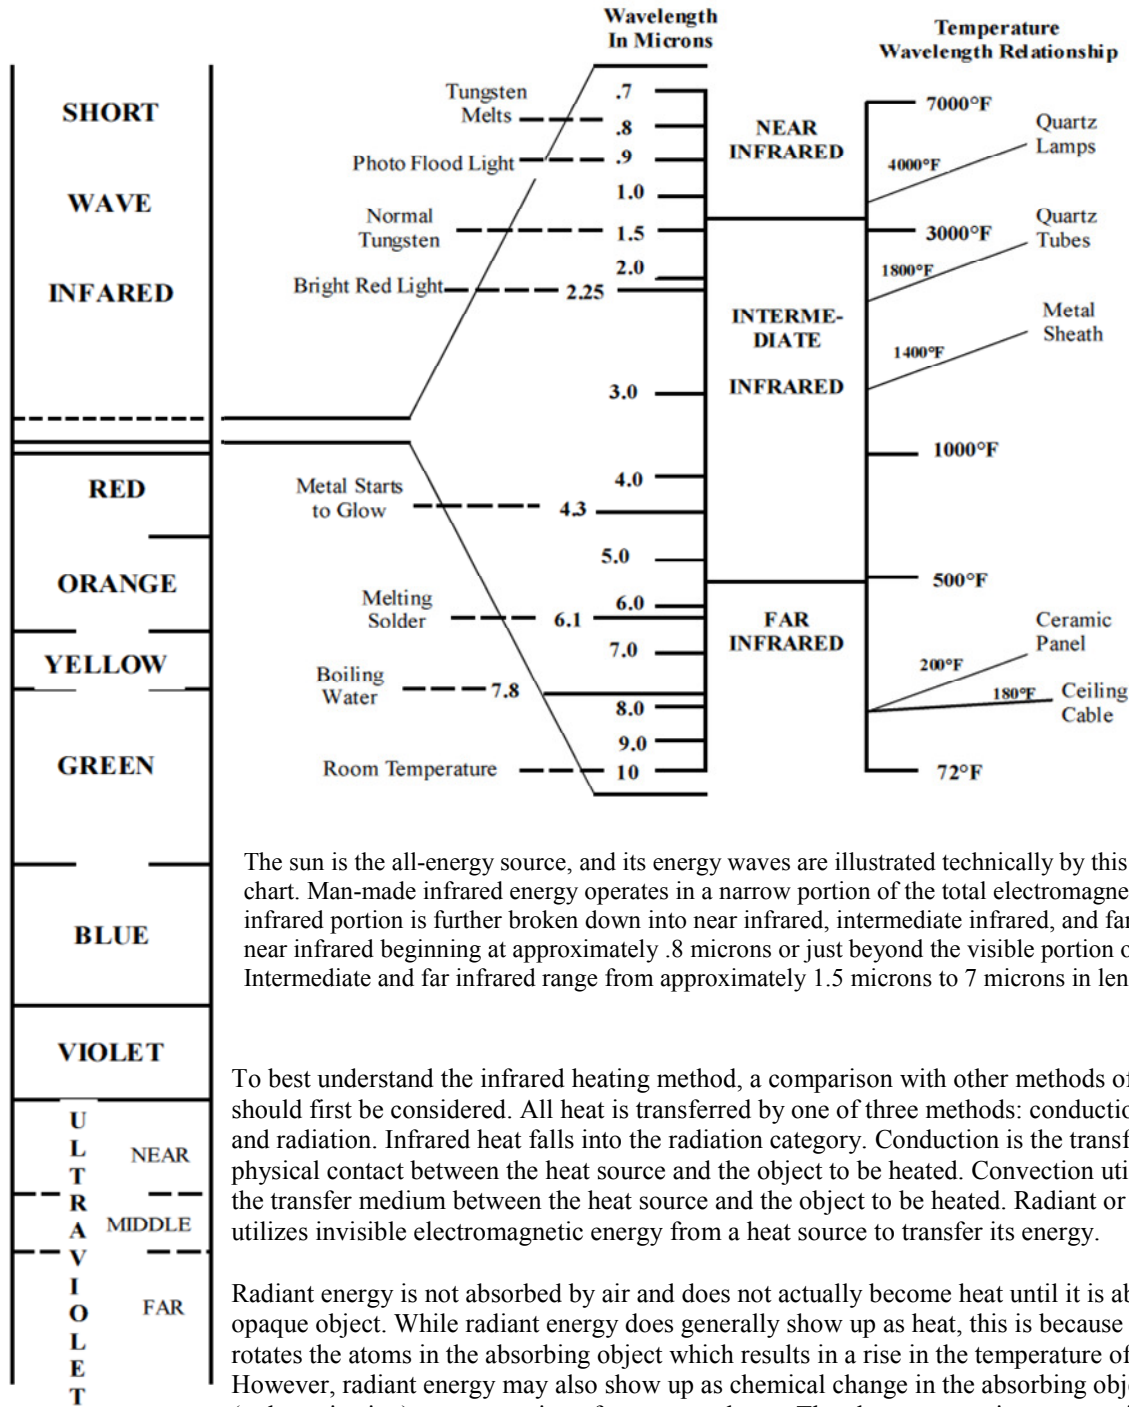 Wavelength
In Microns
Temperature
Wavelength Relationship
SHORT
WAVE
INFARED
RED
ORANGE
YELLOW
GREEN
BLUE
VIOLET
ULTRAVIOLET
NEAR
MIDDLE
FAR
Tungsten
Melts
Photo Flood Light
Normal
Tungsten
Bright Red Light
Metal Starts
to Glow
Melting
Solder
Boiling
Water
Room Temperature
.7
.8
.9
1.0
1.5
2.0
2.25
3.0
4.0
4.3
5.0
6.0
6.1
7.0
7.8
8.0
9.0
10
NEAR
INFRARED
INTERME-
DIATE
INFRARED
FAR
INFRARED
7000°F
4000°F
Quartz
Lamps
3000°F
1800°F
Quartz
Tubes
1400°F
Metal
Sheath
1000°F
500°F
200°F
Ceramic
Panel
180°F
Ceiling
Cable
72°F
The sun is the all-energy source, and its energy waves are illustrated technically by this
chart. Man-made infrared energy operates in a narrow portion of the total electromagne
infrared portion is further broken down into near infrared, intermediate infrared, and far
near infrared beginning at approximately .8 microns or just beyond the visible portion o
Intermediate and far infrared range from approximately 1.5 microns to 7 microns in len
To best understand the infrared heating method, a comparison with other methods of
should first be considered. All heat is transferred by one of three methods: conductio
and radiation. Infrared heat falls into the radiation category. Conduction is the transf
physical contact between the heat source and the object to be heated. Convection uti
the transfer medium between the heat source and the object to be heated. Radiant or
utilizes invisible electromagnetic energy from a heat source to transfer its energy.
Radiant energy is not absorbed by air and does not actually become heat until it is ab
opaque object. While radiant energy does generally show up as heat, this is because
rotates the atoms in the absorbing object which results in a rise in the temperature of
However, radiant energy may also show up as chemical change in the absorbing obj